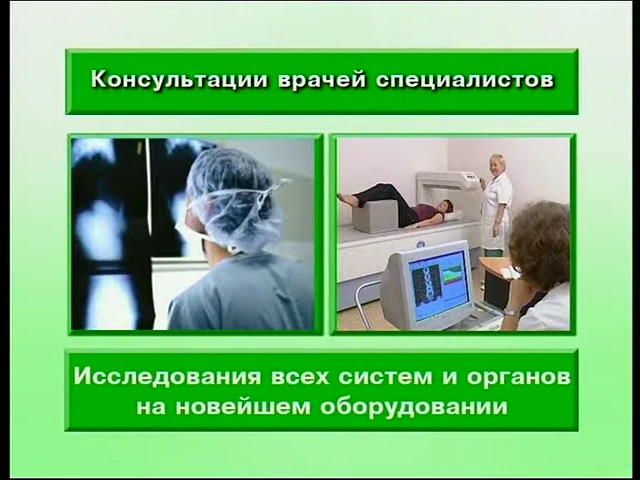 Консультации врачей специалистов
Исследования всех систем и органов
на новейшем оборудовании